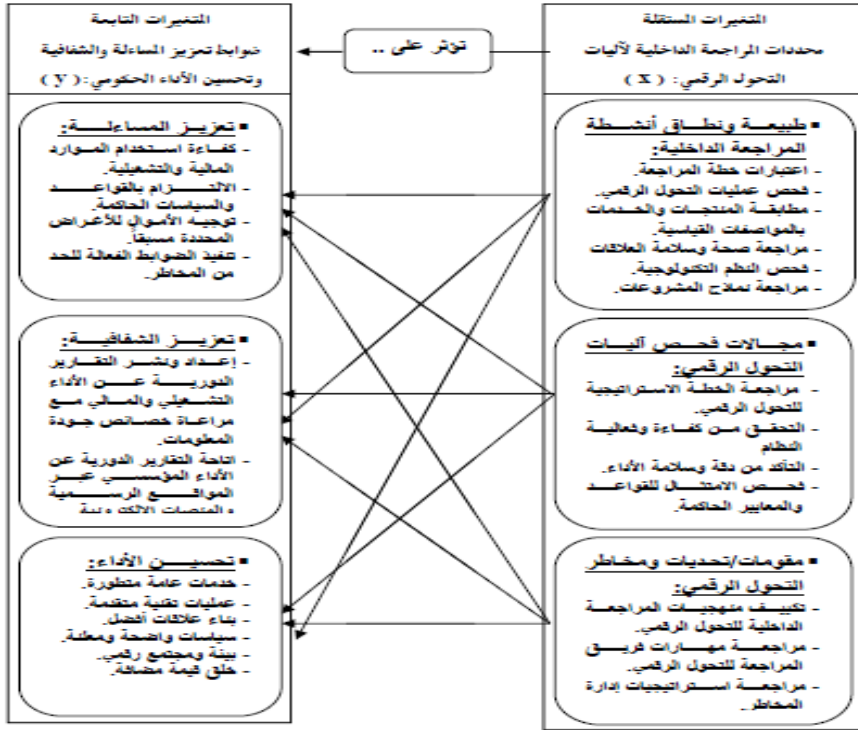 المتغيرات المستقلة
محددات المراجعة الداخلية لآليات
التحول الرقمي: ( X )
تؤثر على ..
المتغيرات التابعة
ضوابط تعزيز المساءلة والشفافية
وتحسين الأداء الحكومي: ( y )
▪ طبيعة ونطاق أنشطة
المراجعة الداخلية:
- اعتبارات خطة المراجعة.
- فحص عمليات التحول الرقمي.
- مطابقة المنتجات والخدمات
بالمواصفات القياسية.
- مراجعة صحة وسلامة العلاقات
- فحص النظم التكنولوجية.
- مراجعة نماذج المشروعات.
▪ مجالات فحص آليات
التحول الرقمي:
- مراجعة الخطة الاستراتيجية
للتحول الرقمي.
- التحقق من كفاءة وفعالية
النظام
- التأكد من دقة وسلامة الأداء.
- فحص الامتثال للقواعد
والمعايير الحاكمة.
▪ مقومات/تحديات ومخاطر
التحول الرقمي:
- تكييف منهجيات المراجعة
الداخلية للتحول الرقمي.
- مراجعة مهارات فريق
المراجعة للتحول الرقمي.
- مراجعة استراتيجيات إدارة
المخاطر.
▪ تعزيز المساءلة:
- كفاءة استخدام الموارد
المالية والتشغيلية.
- الالتزام بالقواعد
والسياسات الحاكمة.
- توجيه الأموال للأغراض
المحددة مسبقاً.
- تنفيذ الضوابط الفعالة للحد
من المخاطر.
▪ تعزيز الشفافية:
- إعداد ونشر التقارير
الدورية عن الأداء
التشغيلي والمالي مع
مراعاة خصائص جودة
المعلومات.
- اتاحة التقارير الدورية عن
الأداء المؤسسي عبر
المواقع الرسمية
والمنصات الالكترونية
▪ تحسين الأداء:
- خدمات عامة متطورة.
- عمليات تقنية متقدمة.
- بناء علاقات أفضل.
- سياسات واضحة ومعلنة.
- بيئة ومجتمع رقمي.
- خلق قيمة مضافة.